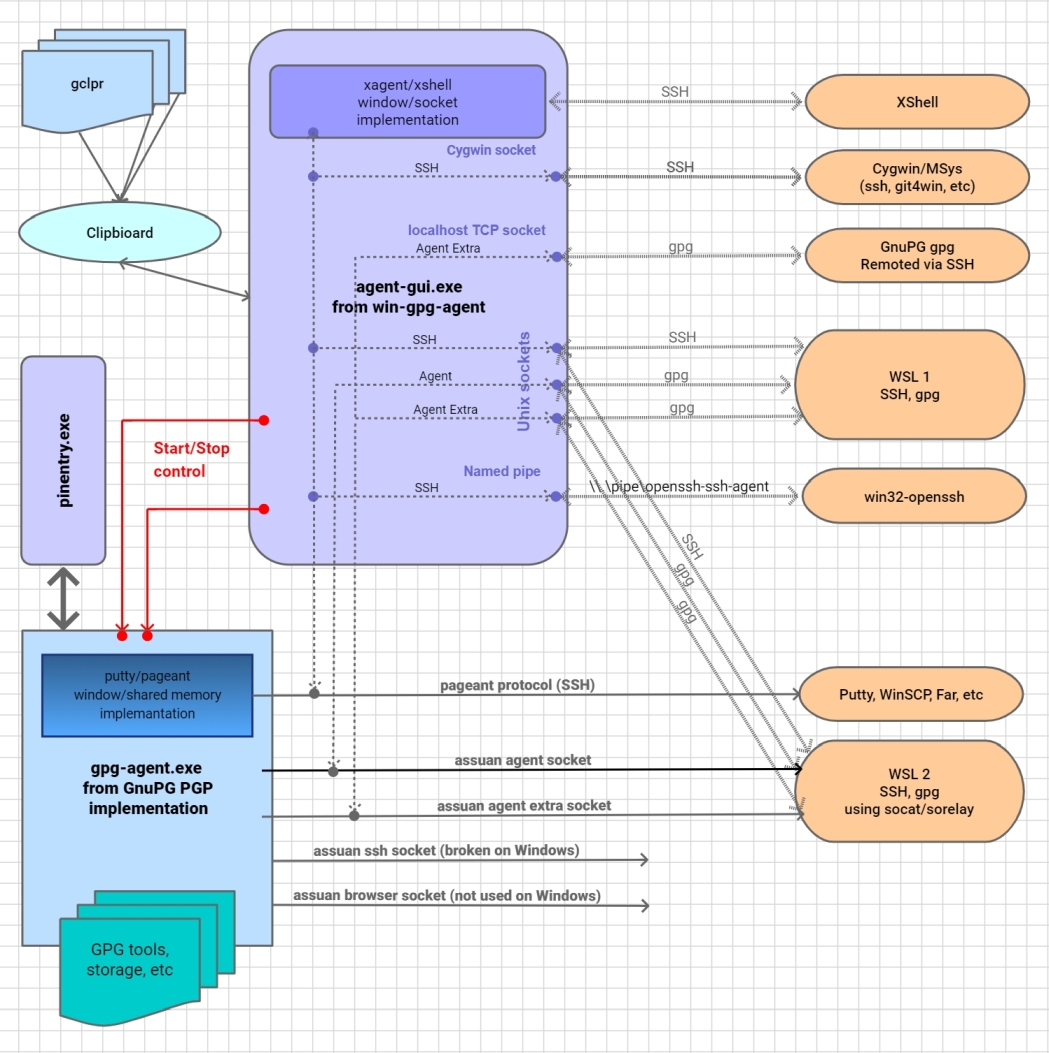 gclpr
Clipbioard
pinentry.exe
Start/Stop
control
xagent/xshell
window/socket
implementation
Cygwin socket
SSH
localhost TCP socket
Agent Extra
agent-gui.exe
from win-gpg-agent
Unix sockets
SSH
Agent
Agent Extra
Named pipe
SSH
SSH
XShell
SSH
Cygwin/MSys
(ssh, git4win, etc)
gpg
GnuPG gpg
Remoted via SSH
SSH
gpg
gpg
WSL 1
SSH, gpg
\\.\pipe\openssh-ssh-agent
win32-openssh
SSH
gpg
gpg
putty/pageant
window/shared memory
implemantation
pageant protocol (SSH)
Putty, WinSCP, Far, etc
gpg-agent.exe
from GnuPG PGP
implementation
assuan agent socket
assuan agent extra socket
WSL 2
SSH, gpg
using socat/sorelay
assuan ssh socket (broken on Windows)
assuan browser socket (not used on Windows)
GPG tools,
storage, etc